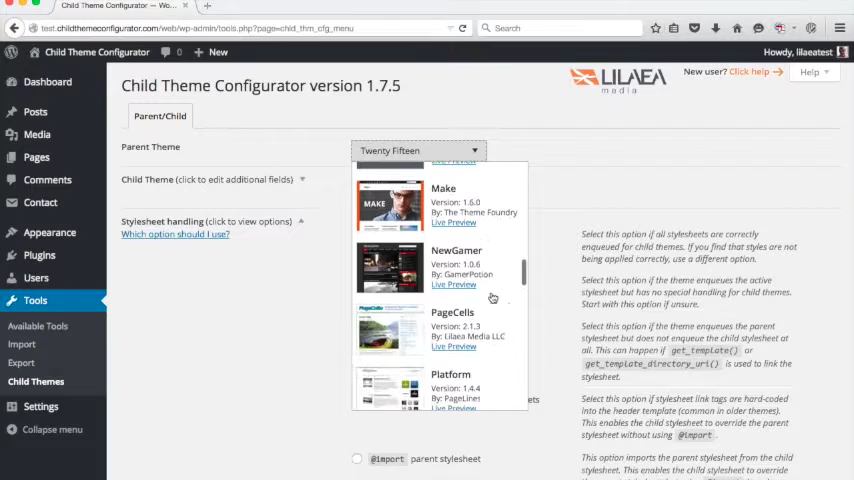 Child Theme Configurator — Wo...
test.childthemeconfigurator.com/web/wp-admin/tools.php?page=chld_thm_cfg_menu
Search
Child Theme Configurator
0
New
Howdy, lilaeatest
Dashboard
Posts
Media
Pages
Comments
Contact
Appearance
Plugins
Users
Tools
Available Tools
Import
Export
Child Themes
Settings
Collapse menu
Child Theme Configurator version 1.7.5
LILAEA
media
New user? Click help
Help
Parent/Child
Parent Theme
Twenty Fifteen
Child Theme (click to edit additional fields)
Stylesheet handling (click to view options)
Which option should I use?
Live Preview
MAKE
Make
Version: 1.6.0
By: The Theme Foundry
Live Preview
NewGamer
Version: 1.0.6
By: GamerPotion
Live Preview
PageCells
Version: 2.1.3
By: Lilaea Media LLC
Live Preview
Platform
Version: 1.4.4
By: PageLines
Live Preview
ets
@import parent stylesheet
Select this option if all stylesheets are correctly
enqueued for child themes. If you find that styles are not
being applied correctly, use a different option.
Select this option if the theme enqueues the active
stylesheet but has no special handling for child themes.
Start with this option if unsure.
Select this option if the theme enqueues the parent
stylesheet but does not enqueue the child stylesheet at
all. This can happen if get_template() or
get_template_directory_uri() is used to link the
stylesheet.
Select this option if stylesheet link tags are hard-coded
into the header template (common in older themes).
This enables the child stylesheet to override the parent
stylesheet without using @import.
This option imports the parent stylesheet from the child
stylesheet. This enables the child stylesheet to override